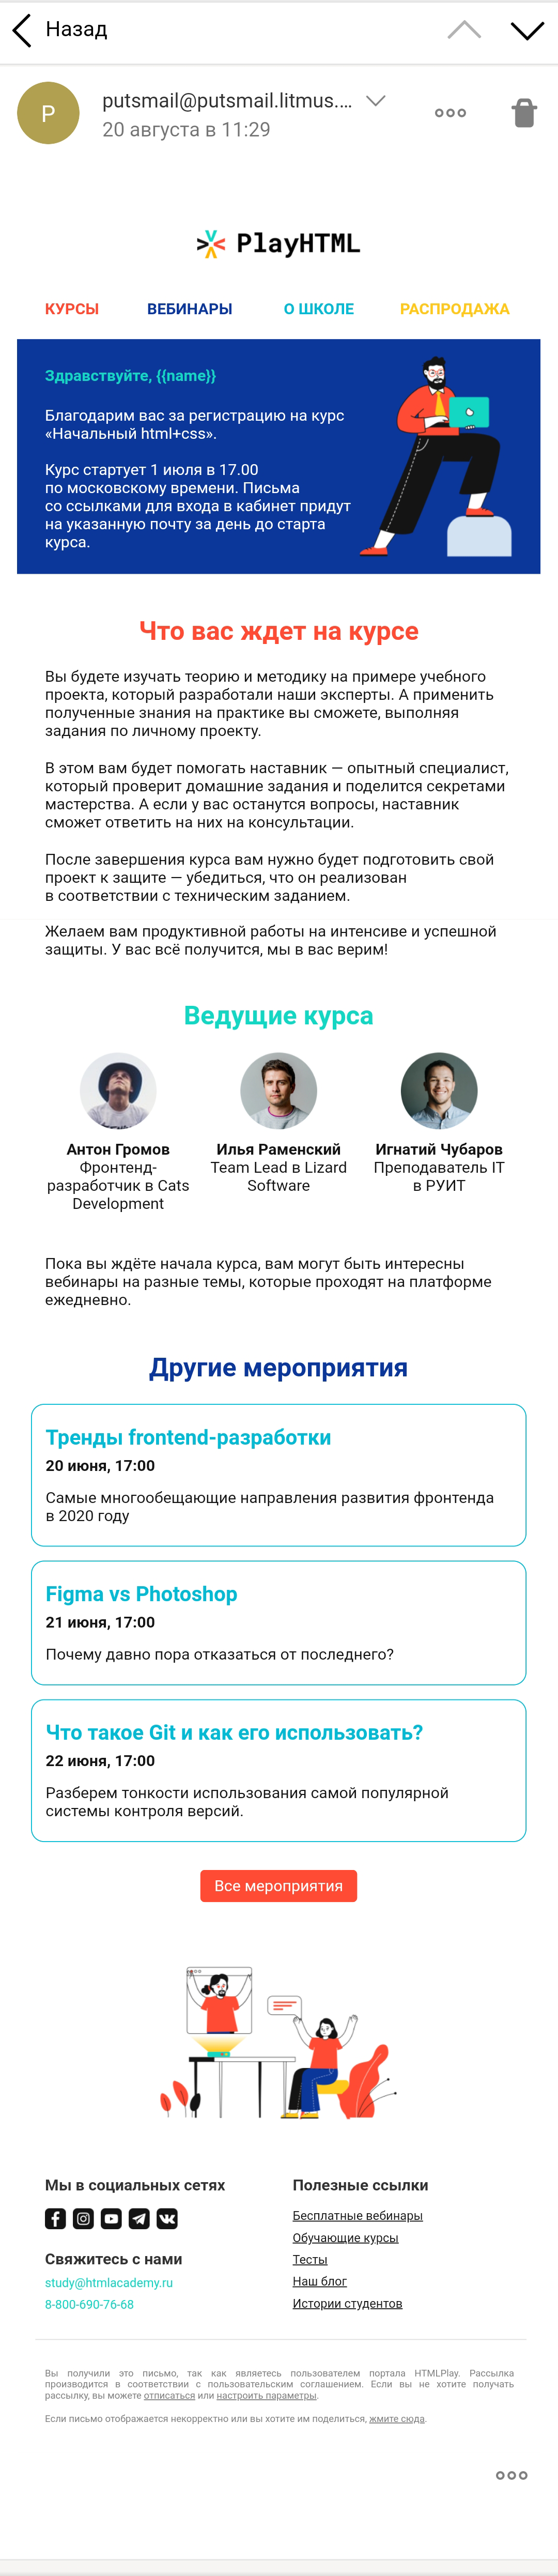 Назад
P
putsmail@putsmail.litmus....
20 августа в 11:29
PlayHTML
КУРСЫ
ВЕБИНАРЫ
О ШКОЛЕ
РАСПРОДАЖА
Здравствуйте, {{name}}
Благодарим вас за регистрацию на курс
«Начальный html+css».
Курс стартует 1 июля в 17.00
по московскому времени. Письма
со ссылками для входа в кабинет придут
на указанную почту за день до старта
курса.
Что вас ждет на курсе
Вы будете изучать теорию и методику на примере учебного
проекта, который разработали наши эксперты. А применить
полученные знания на практике вы сможете, выполняя
задания по личному проекту.
В этом вам будет помогать наставник — опытный специалист,
который проверит домашние задания и поделится секретами
мастерства. А если у вас останутся вопросы, наставник
сможет ответить на них на консультации.
После завершения курса вам нужно будет подготовить свой
проект к защите — убедиться, что он реализован
в соответствии с техническим заданием.
Желаем вам продуктивной работы на интенсиве и успешной
защиты. У вас всё получится, мы в вас верим!
Ведущие курса
Антон Громов
Фронтенд-
разработчик в Cats
Development
Илья Раменский
Team Lead в Lizard
Software
Игнатий Чубаров
Преподаватель IT
в РУИТ
Пока вы ждёте начала курса, вам могут быть интересны
вебинары на разные темы, которые проходят на платформе
ежедневно.
Другие мероприятия
Тренды frontend-разработки
20 июня, 17:00
Самые многообещающие направления развития фронтенда
в 2020 году
Figma vs Photoshop
21 июня, 17:00
Почему давно пора отказаться от последнего?
Что такое Git и как его использовать?
22 июня, 17:00
Разберем тонкости использования самой популярной
системы контроля версий.
Все мероприятия
Мы в социальных сетях
Свяжитесь с нами
study@htmlacademy.ru
8-800-690-76-68
Полезные ссылки
Бесплатные вебинары
Обучающие курсы
Тесты
Наш блог
Истории студентов
Вы получили это письмо, так как являетесь пользователем портала HTMLPlay. Рассылка
производится в соответствии с пользовательским соглашением. Если вы не хотите получать
рассылку, вы можете отписаться или настроить параметры.
Если письмо отображается некорректно или вы хотите им поделиться, жмите сюда.